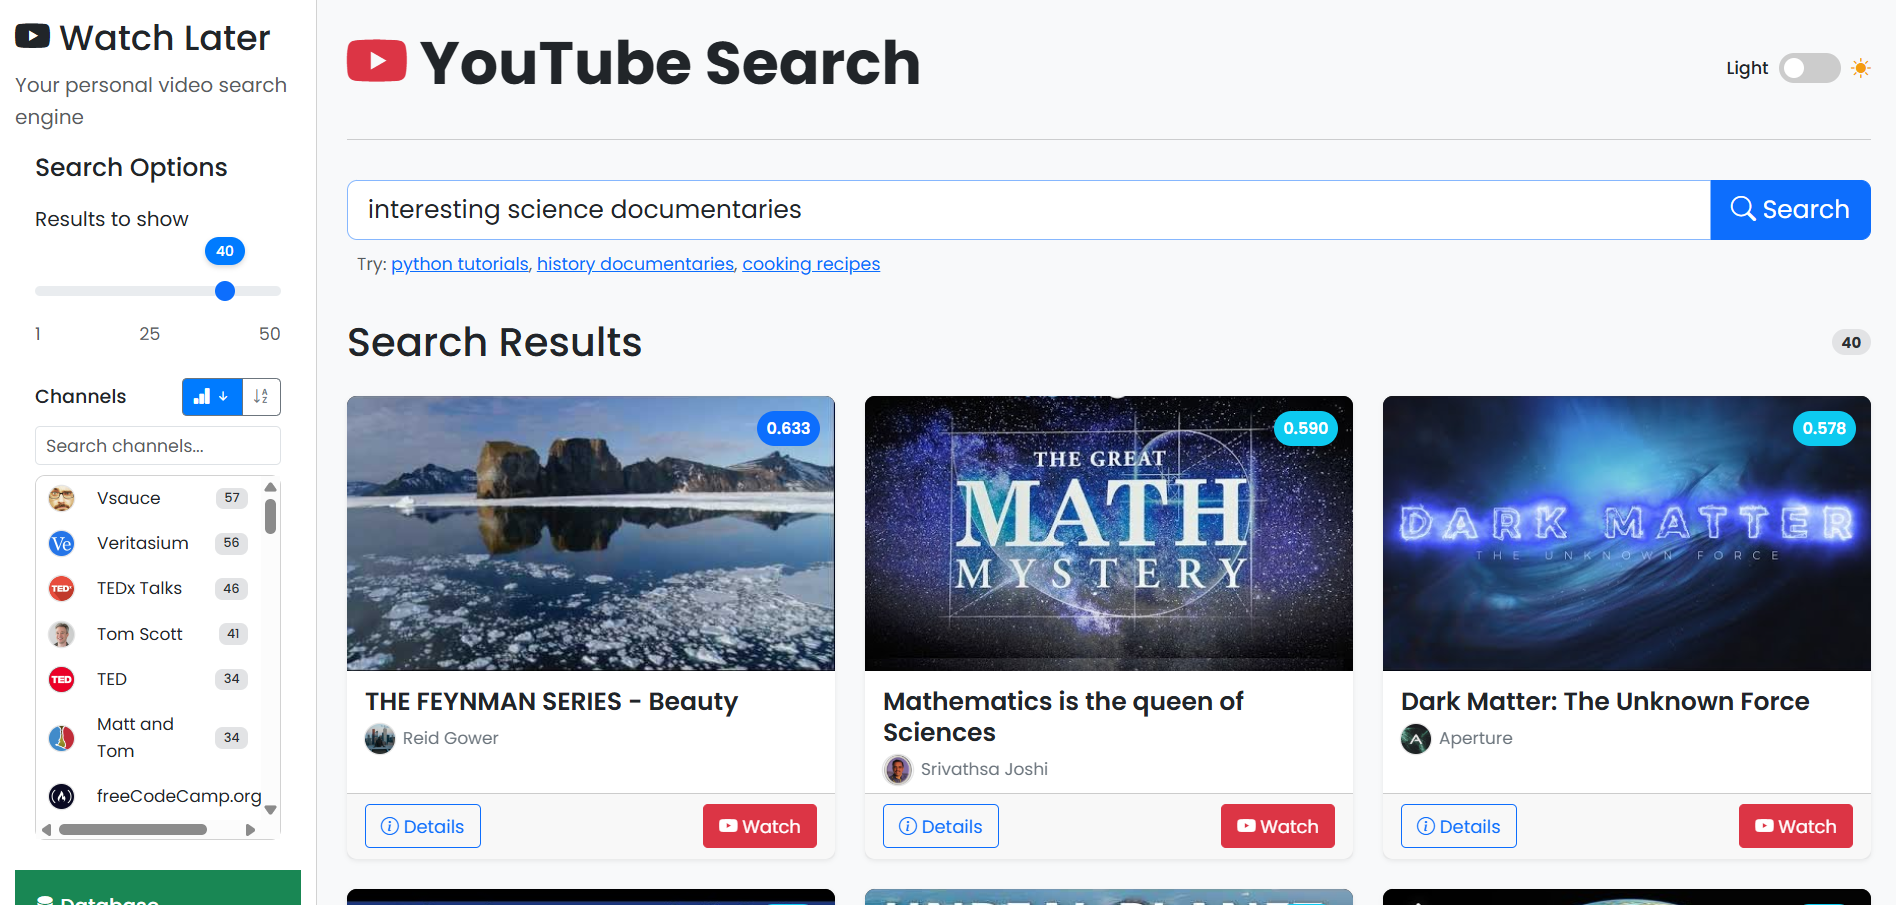 Watch Later
Your personal video search
engine
Search Options
Results to show
40
1 25 50
Channels
Search channels...
Vsauce 57
Ve Veritasium 56
TED TEDx Talks 46
Tom Scott 41
TED TED 34
Matt and
Tom
34
freeCodeCamp.org
Database
YouTube Search
Light
interesting science documentaries
Search
Try: python tutorials, history documentaries, cooking recipes
Search Results
40
0.633
THE FEYNMAN SERIES - Beauty
Reid Gower
Details
Watch
0.590
THE GREAT
MATH
MYSTERY
Mathematics is the queen of
Sciences
Srivathsa Joshi
Details
Watch
0.578
DARK MATTER
THE UNKNOWN FORCE
Dark Matter: The Unknown Force
A Aperture
Details
Watch